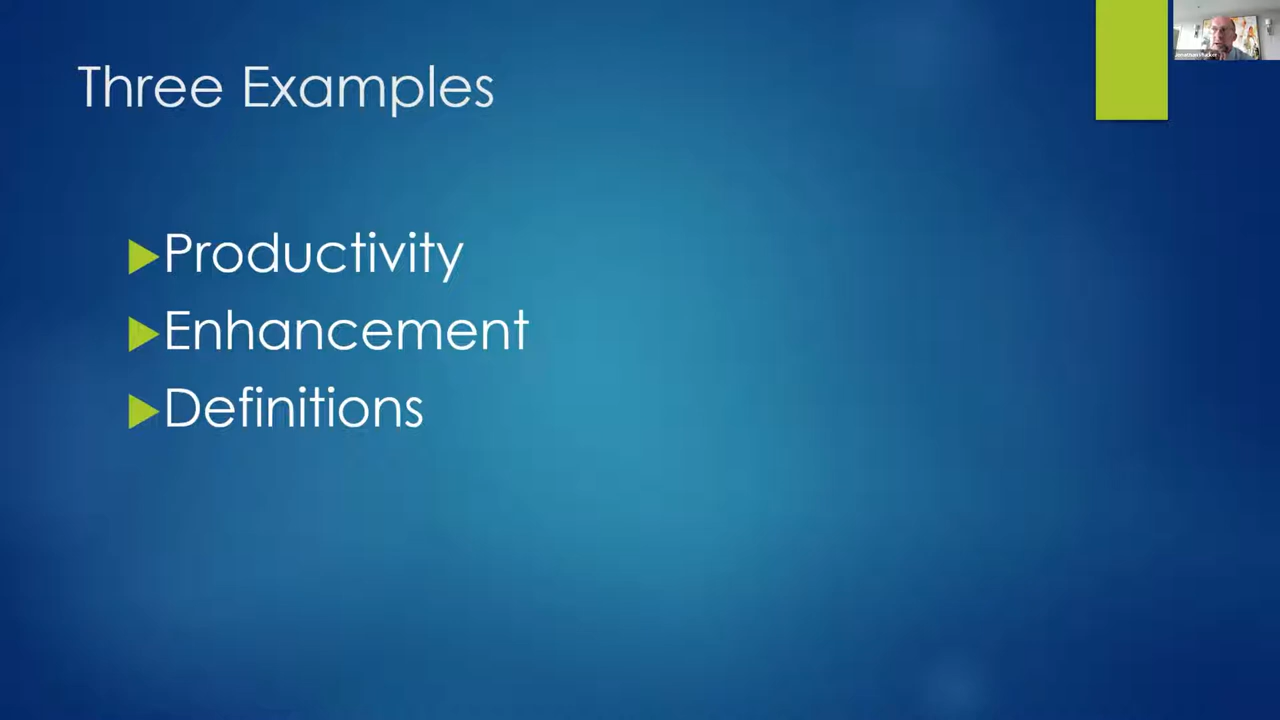 Three Examples
Productivity
Enhancement
Definitions